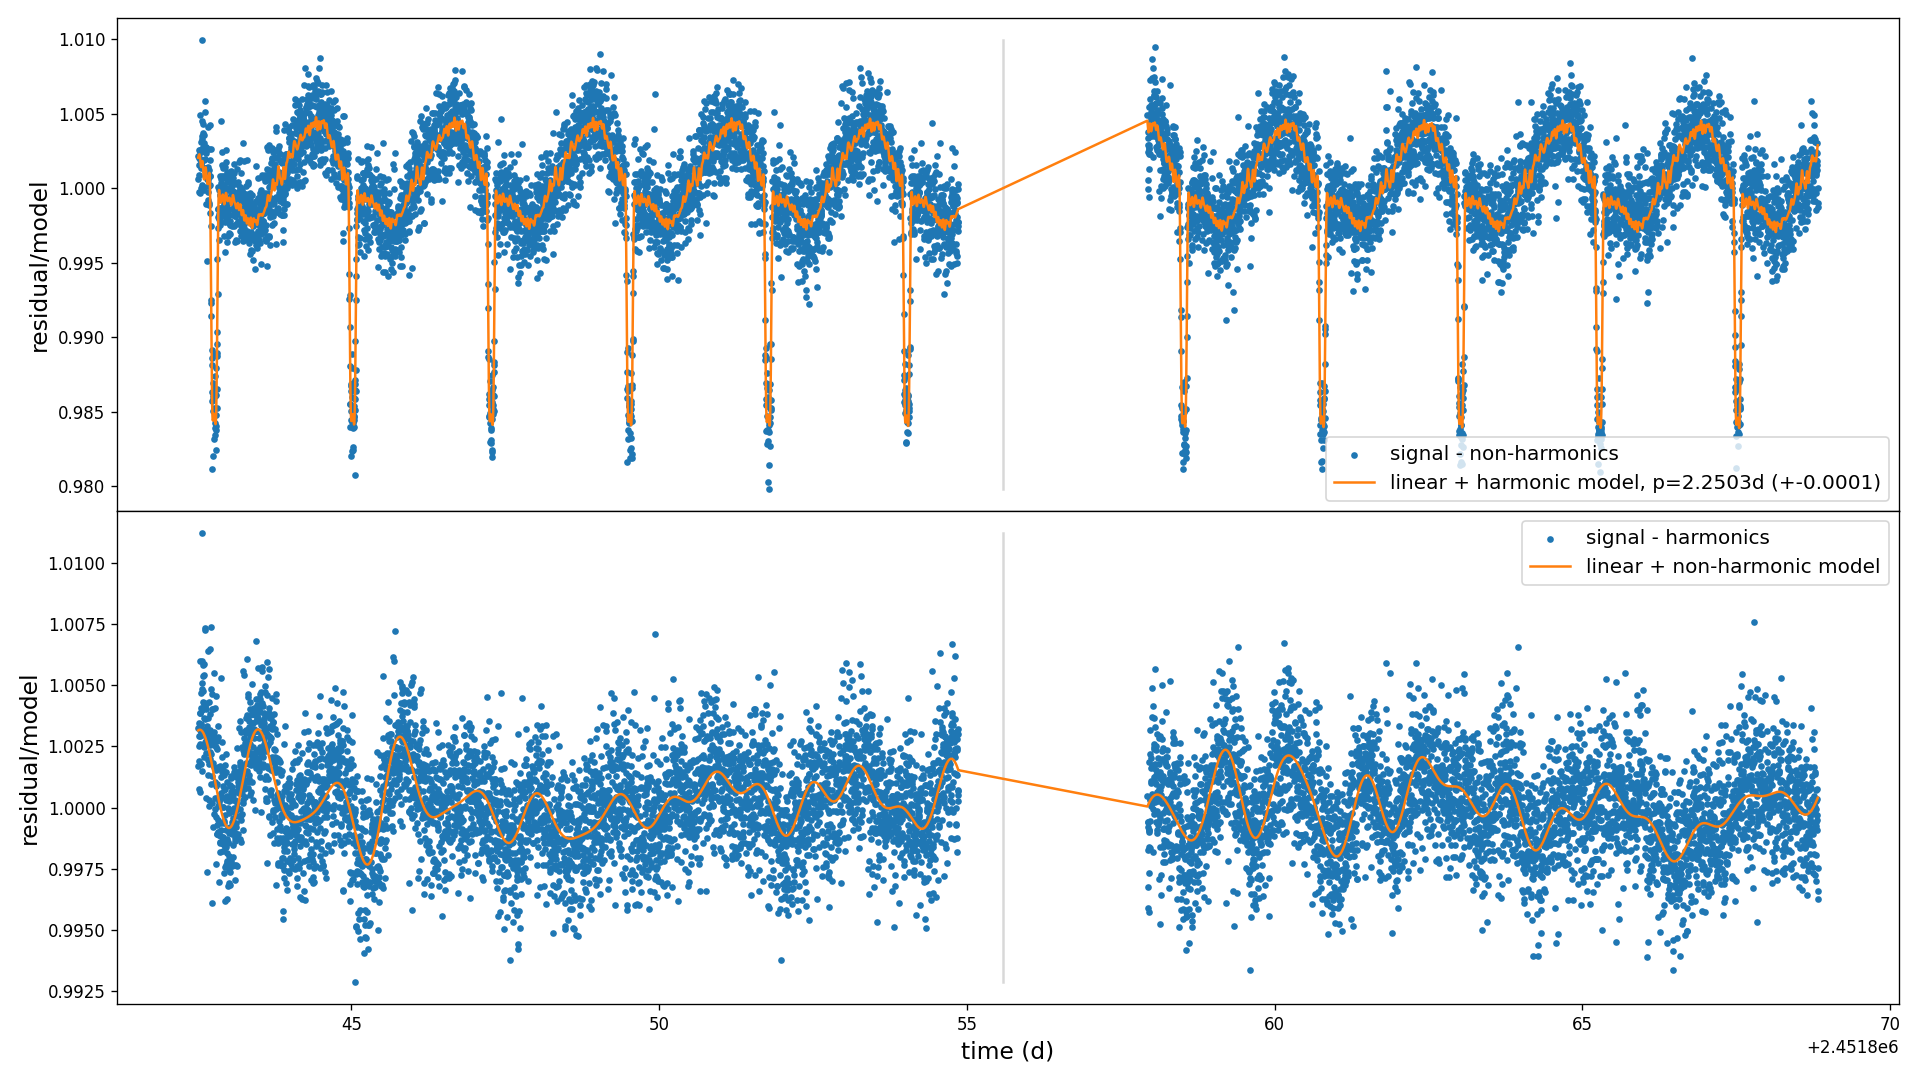 1.010
1.005
1.000
0.995
0.990
0.985
0.980
residual/model
signal - non-harmonics
linear + harmonic model, p=2.2503d (+-0.0001)
signal - harmonics
linear + non-harmonic model
1.0100
1.0075
1.0050
1.0025
1.0000
0.9975
0.9950
0.9925
residual/model
45 50 55 60 65 70
time (d)
+2.4518e6